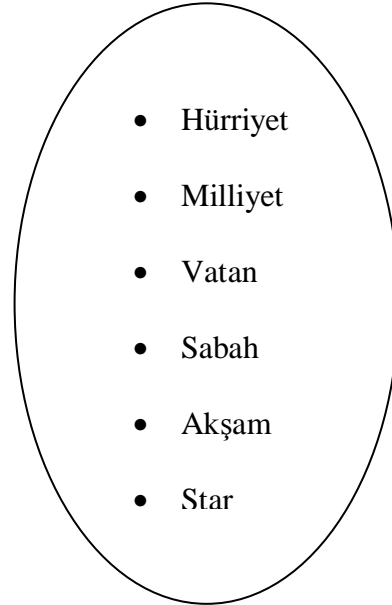 • Hürriyet
• Milliyet
• Vatan
• Sabah
• Akşam
• Star